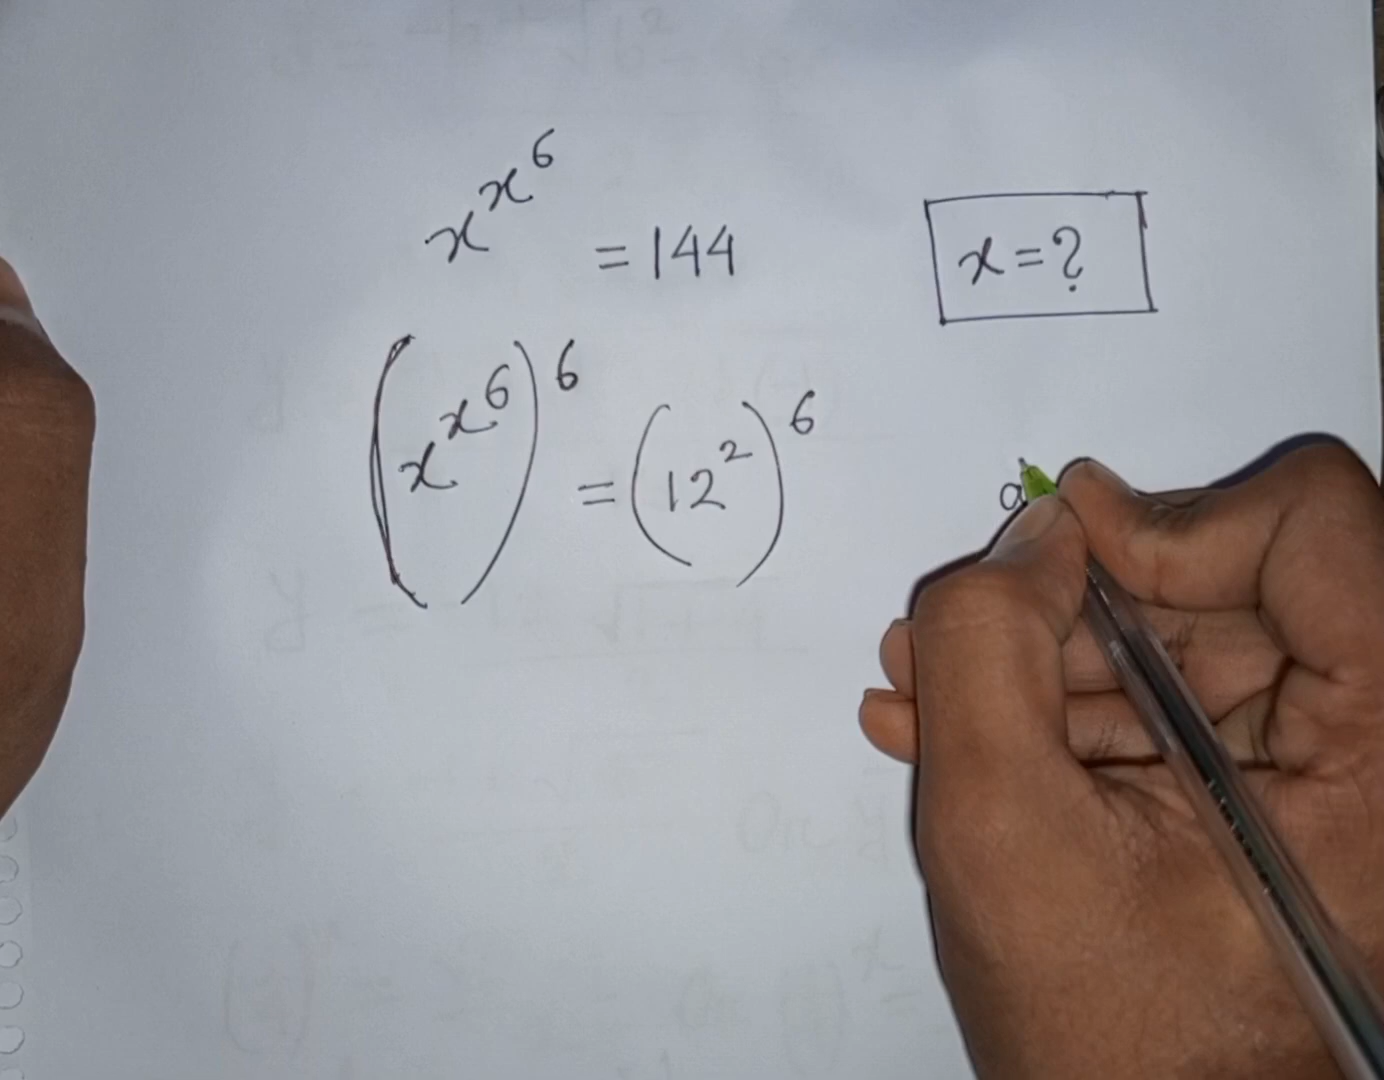 x^{x^6} = 144
x = ?
(x^{x^6})^6 = (12^2)^6
a